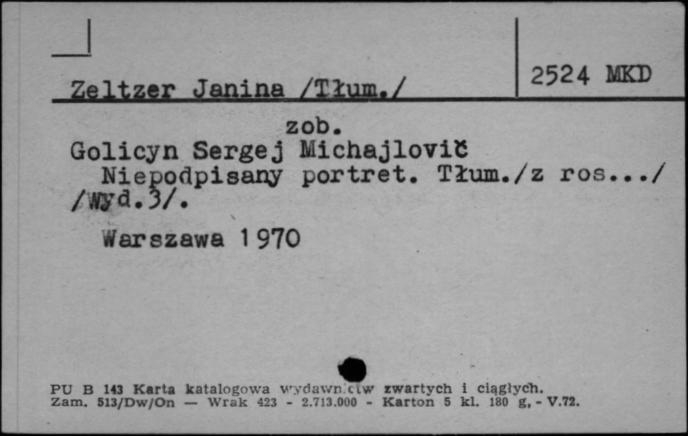 Zeltzer Janina /Tłum./
2524 MKD
zob.
Golicyn Sergej Michajlovič
Niepodpisany portret. Tłum./z ros.../
/Wyd.3/.
Warszawa 1970
PU B 143 Karta katalogowa wydawnictw zwartych i ciągłych.
Zam. 513/Dw/On — Wrak 423 - 2.713.000 - Karton 5 kl. 180 g, - V.72.